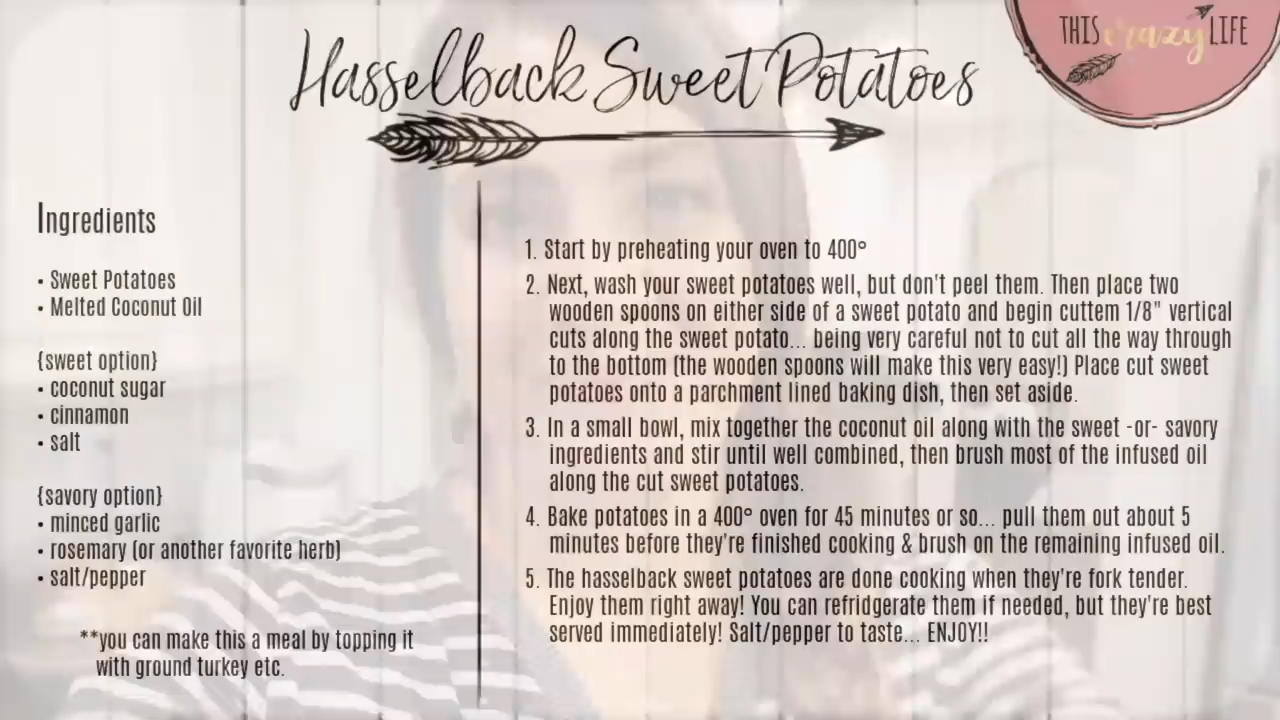 Hasselback Sweet Potatoes
THIS crazy LIFE
Ingredients
• Sweet Potatoes
• Melted Coconut Oil
{sweet option}
• coconut sugar
• cinnamon
• salt
{savory option}
• minced garlic
• rosemary (or another favorite herb)
• salt/pepper
**you can make this a meal by topping it
with ground turkey etc.
1. Start by preheating your oven to 400°
2. Next, wash your sweet potatoes well, but don't peel them. Then place two
wooden spoons on either side of a sweet potato and begin cuttem 1/8" vertical
cuts along the sweet potato... being very careful not to cut all the way through
to the bottom (the wooden spoons will make this very easy!) Place cut sweet
potatoes onto a parchment lined baking dish, then set aside.
3. In a small bowl, mix together the coconut oil along with the sweet -or- savory
ingredients and stir until well combined, then brush most of the infused oil
along the cut sweet potatoes.
4. Bake potatoes in a 400° oven for 45 minutes or so... pull them out about 5
minutes before they're finished cooking & brush on the remaining infused oil.
5. The hasselback sweet potatoes are done cooking when they're fork tender.
Enjoy them right away! You can refridgerate them if needed, but they're best
served immediately! Salt/pepper to taste... ENJOY!!